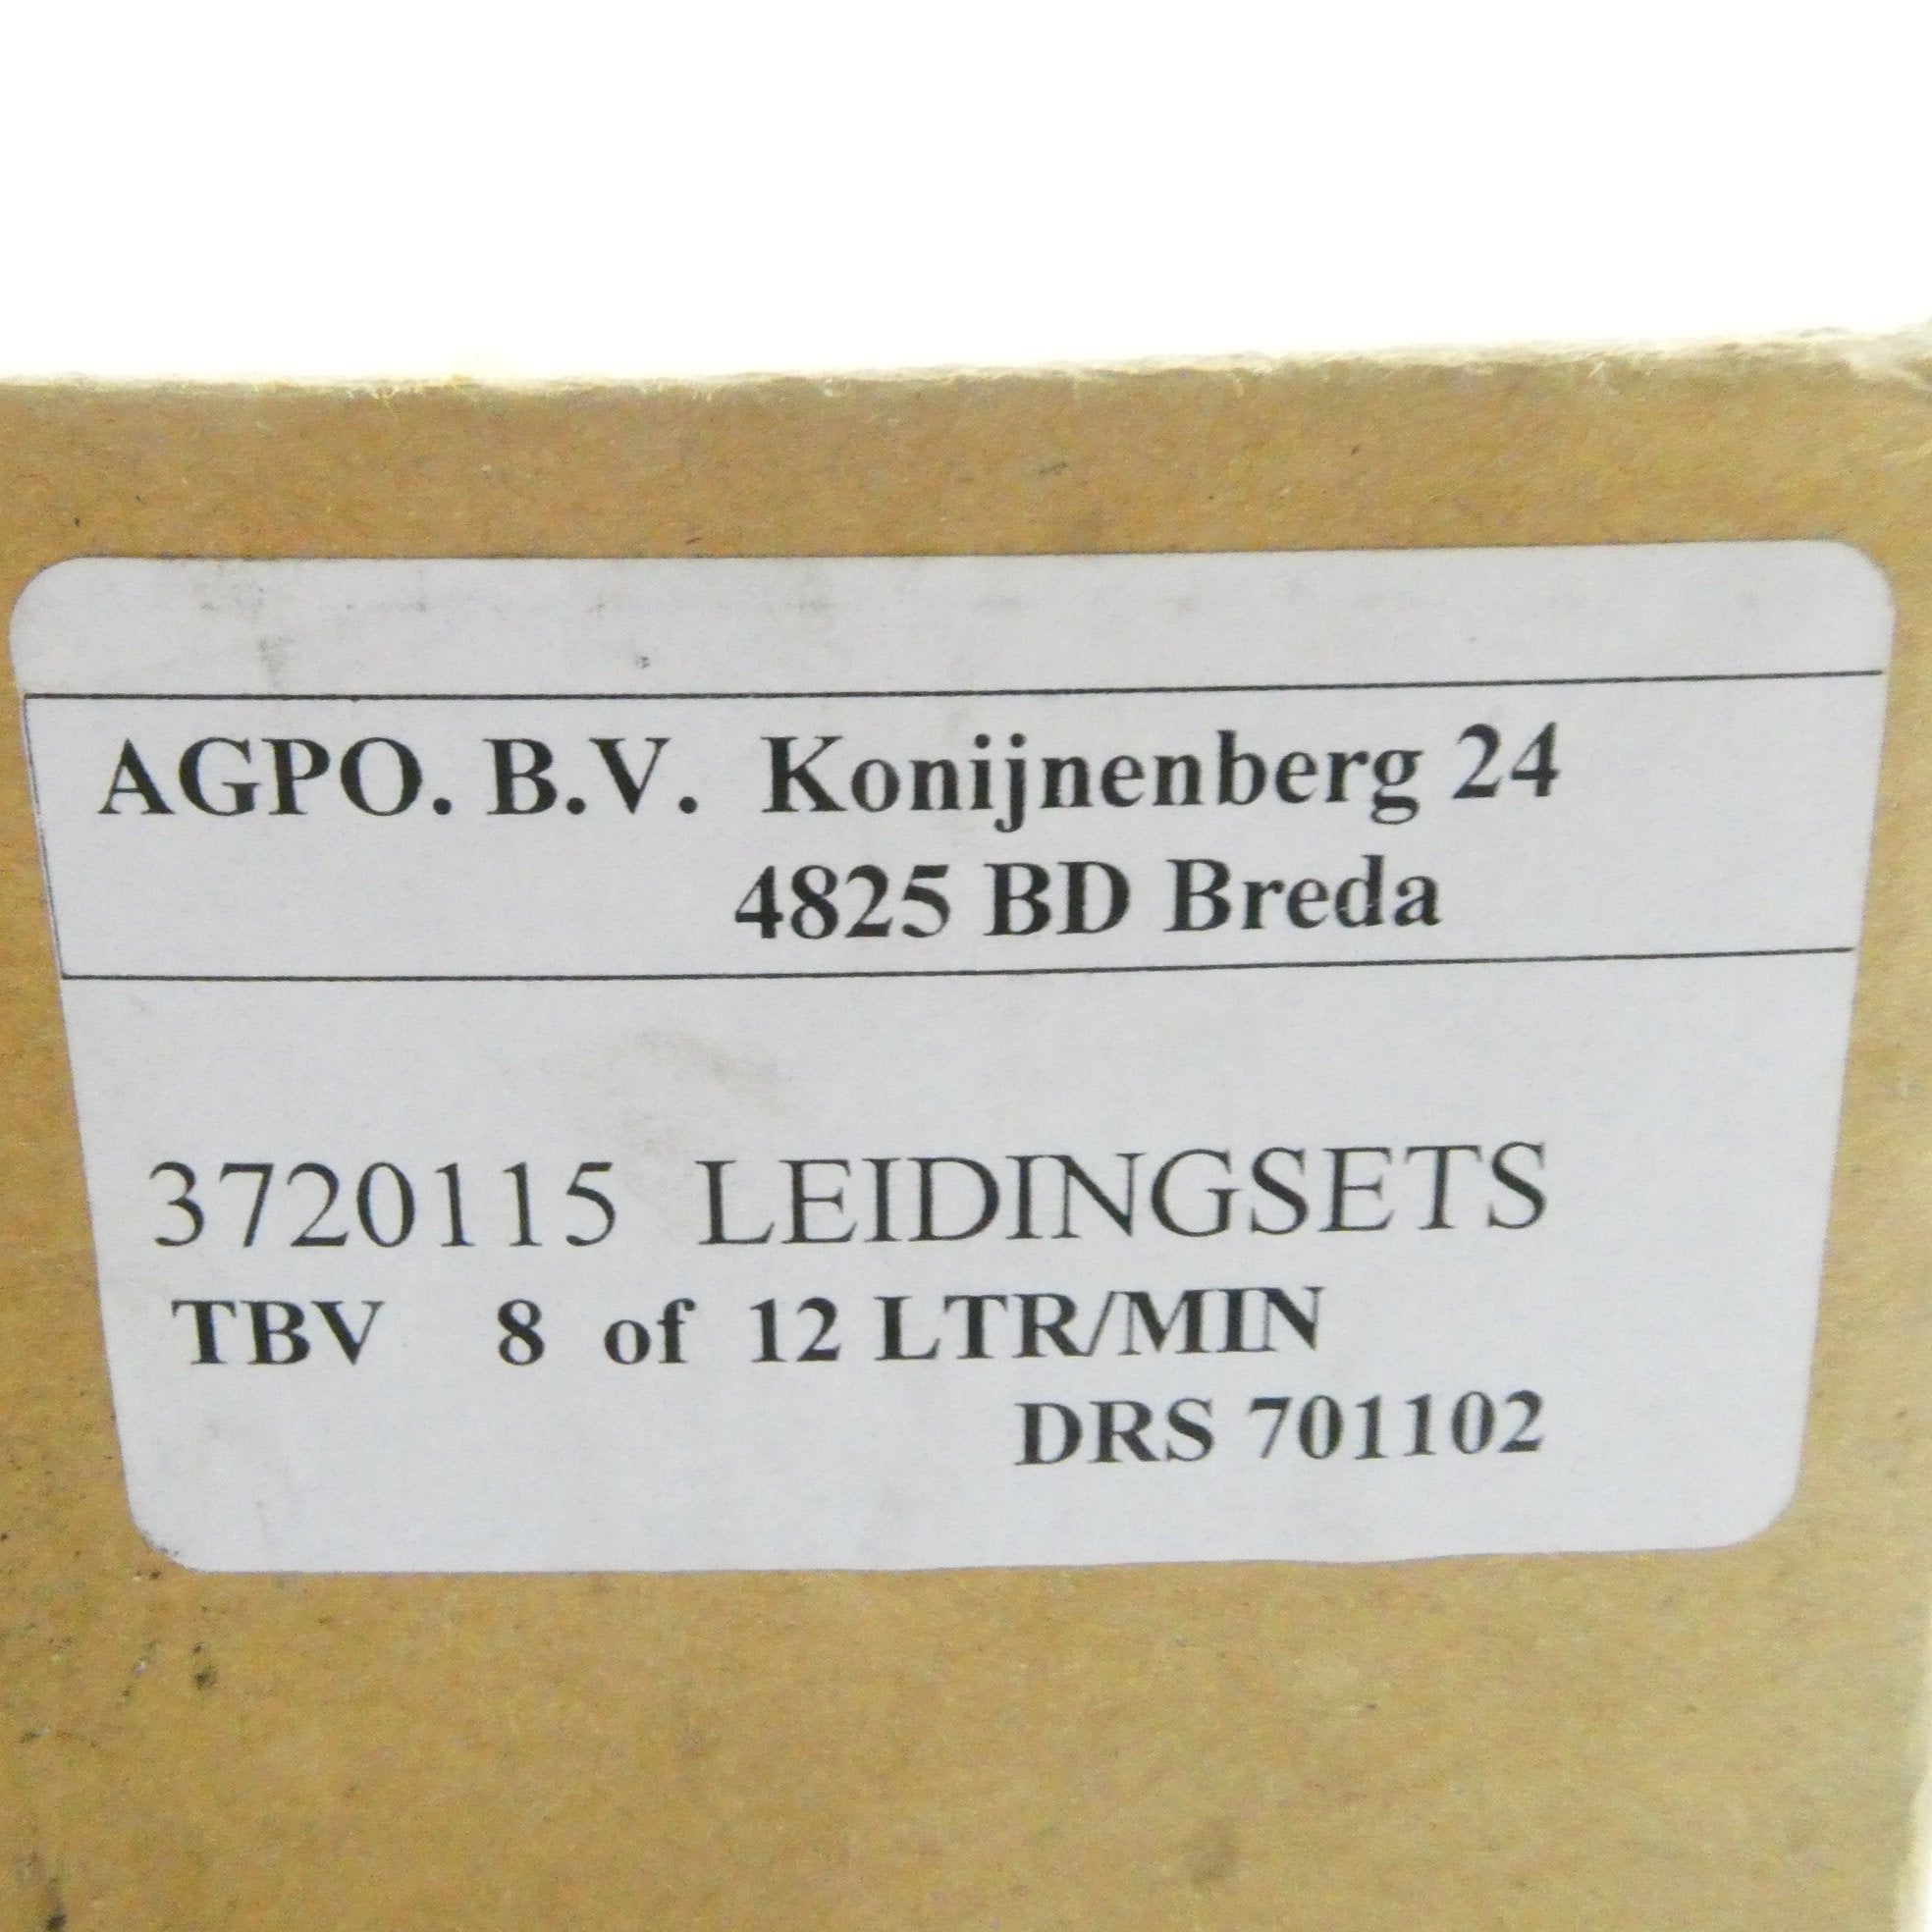 AGPO. B.V. Konijnenberg 24
4825 BD Breda
3720115 LEIDINGSETS
TBV 8 of 12 LTR/MIN
DRS 701102